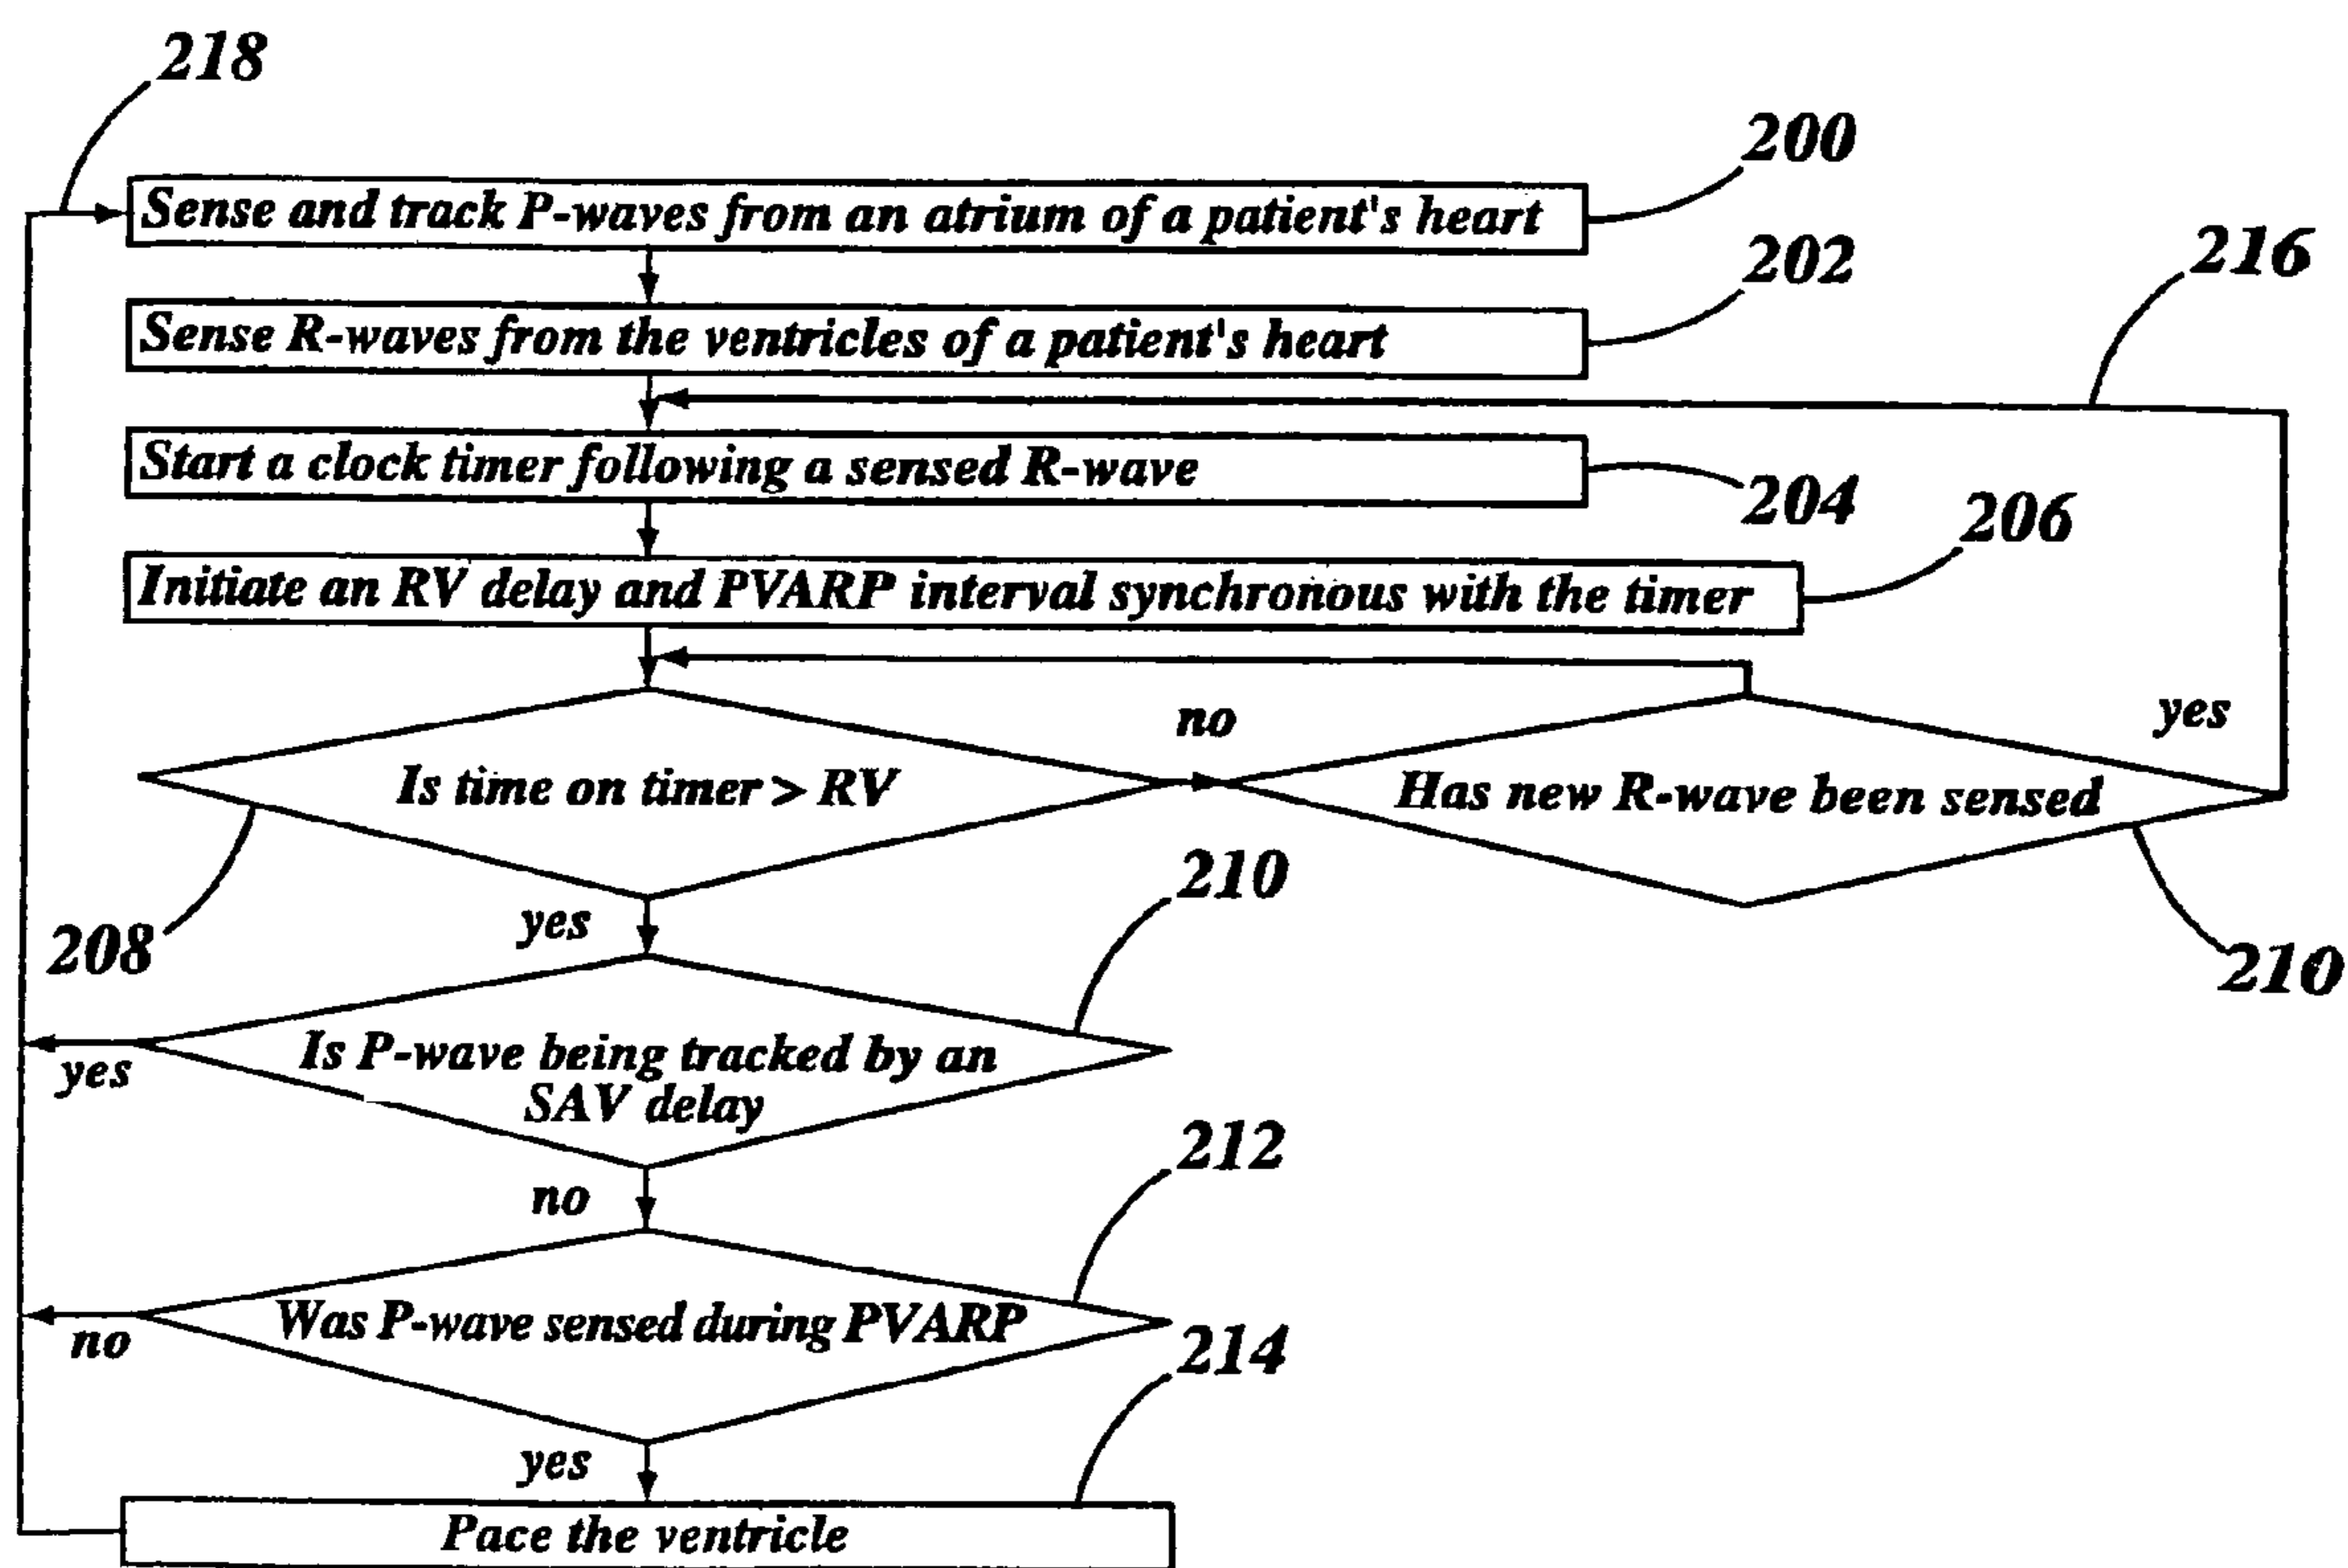 218
200
Sense and track P-waves from an atrium of a patient's heart
202
216
Sense R-waves from the ventricles of a patient's heart
Start a clock timer following a sensed R-wave
204
206
Initiate an RV delay and PVARP interval synchronous with the timer
no
yes
Is time on timer > RV
Has new R-wave been sensed
210
yes
208
210
Is P-wave being tracked by an
SAV delay
yes
212
no
Was P-wave sensed during PVARP
no
214
yes
Pace the ventricle